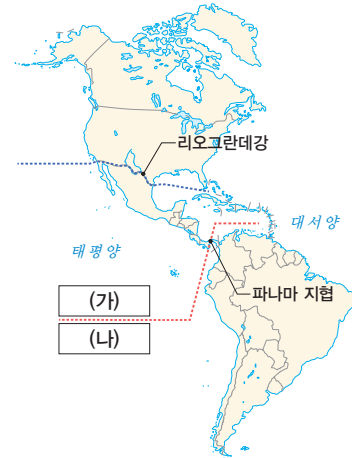 리오그란데강
대서양
태평양
파나마 지협
(가)
(나)